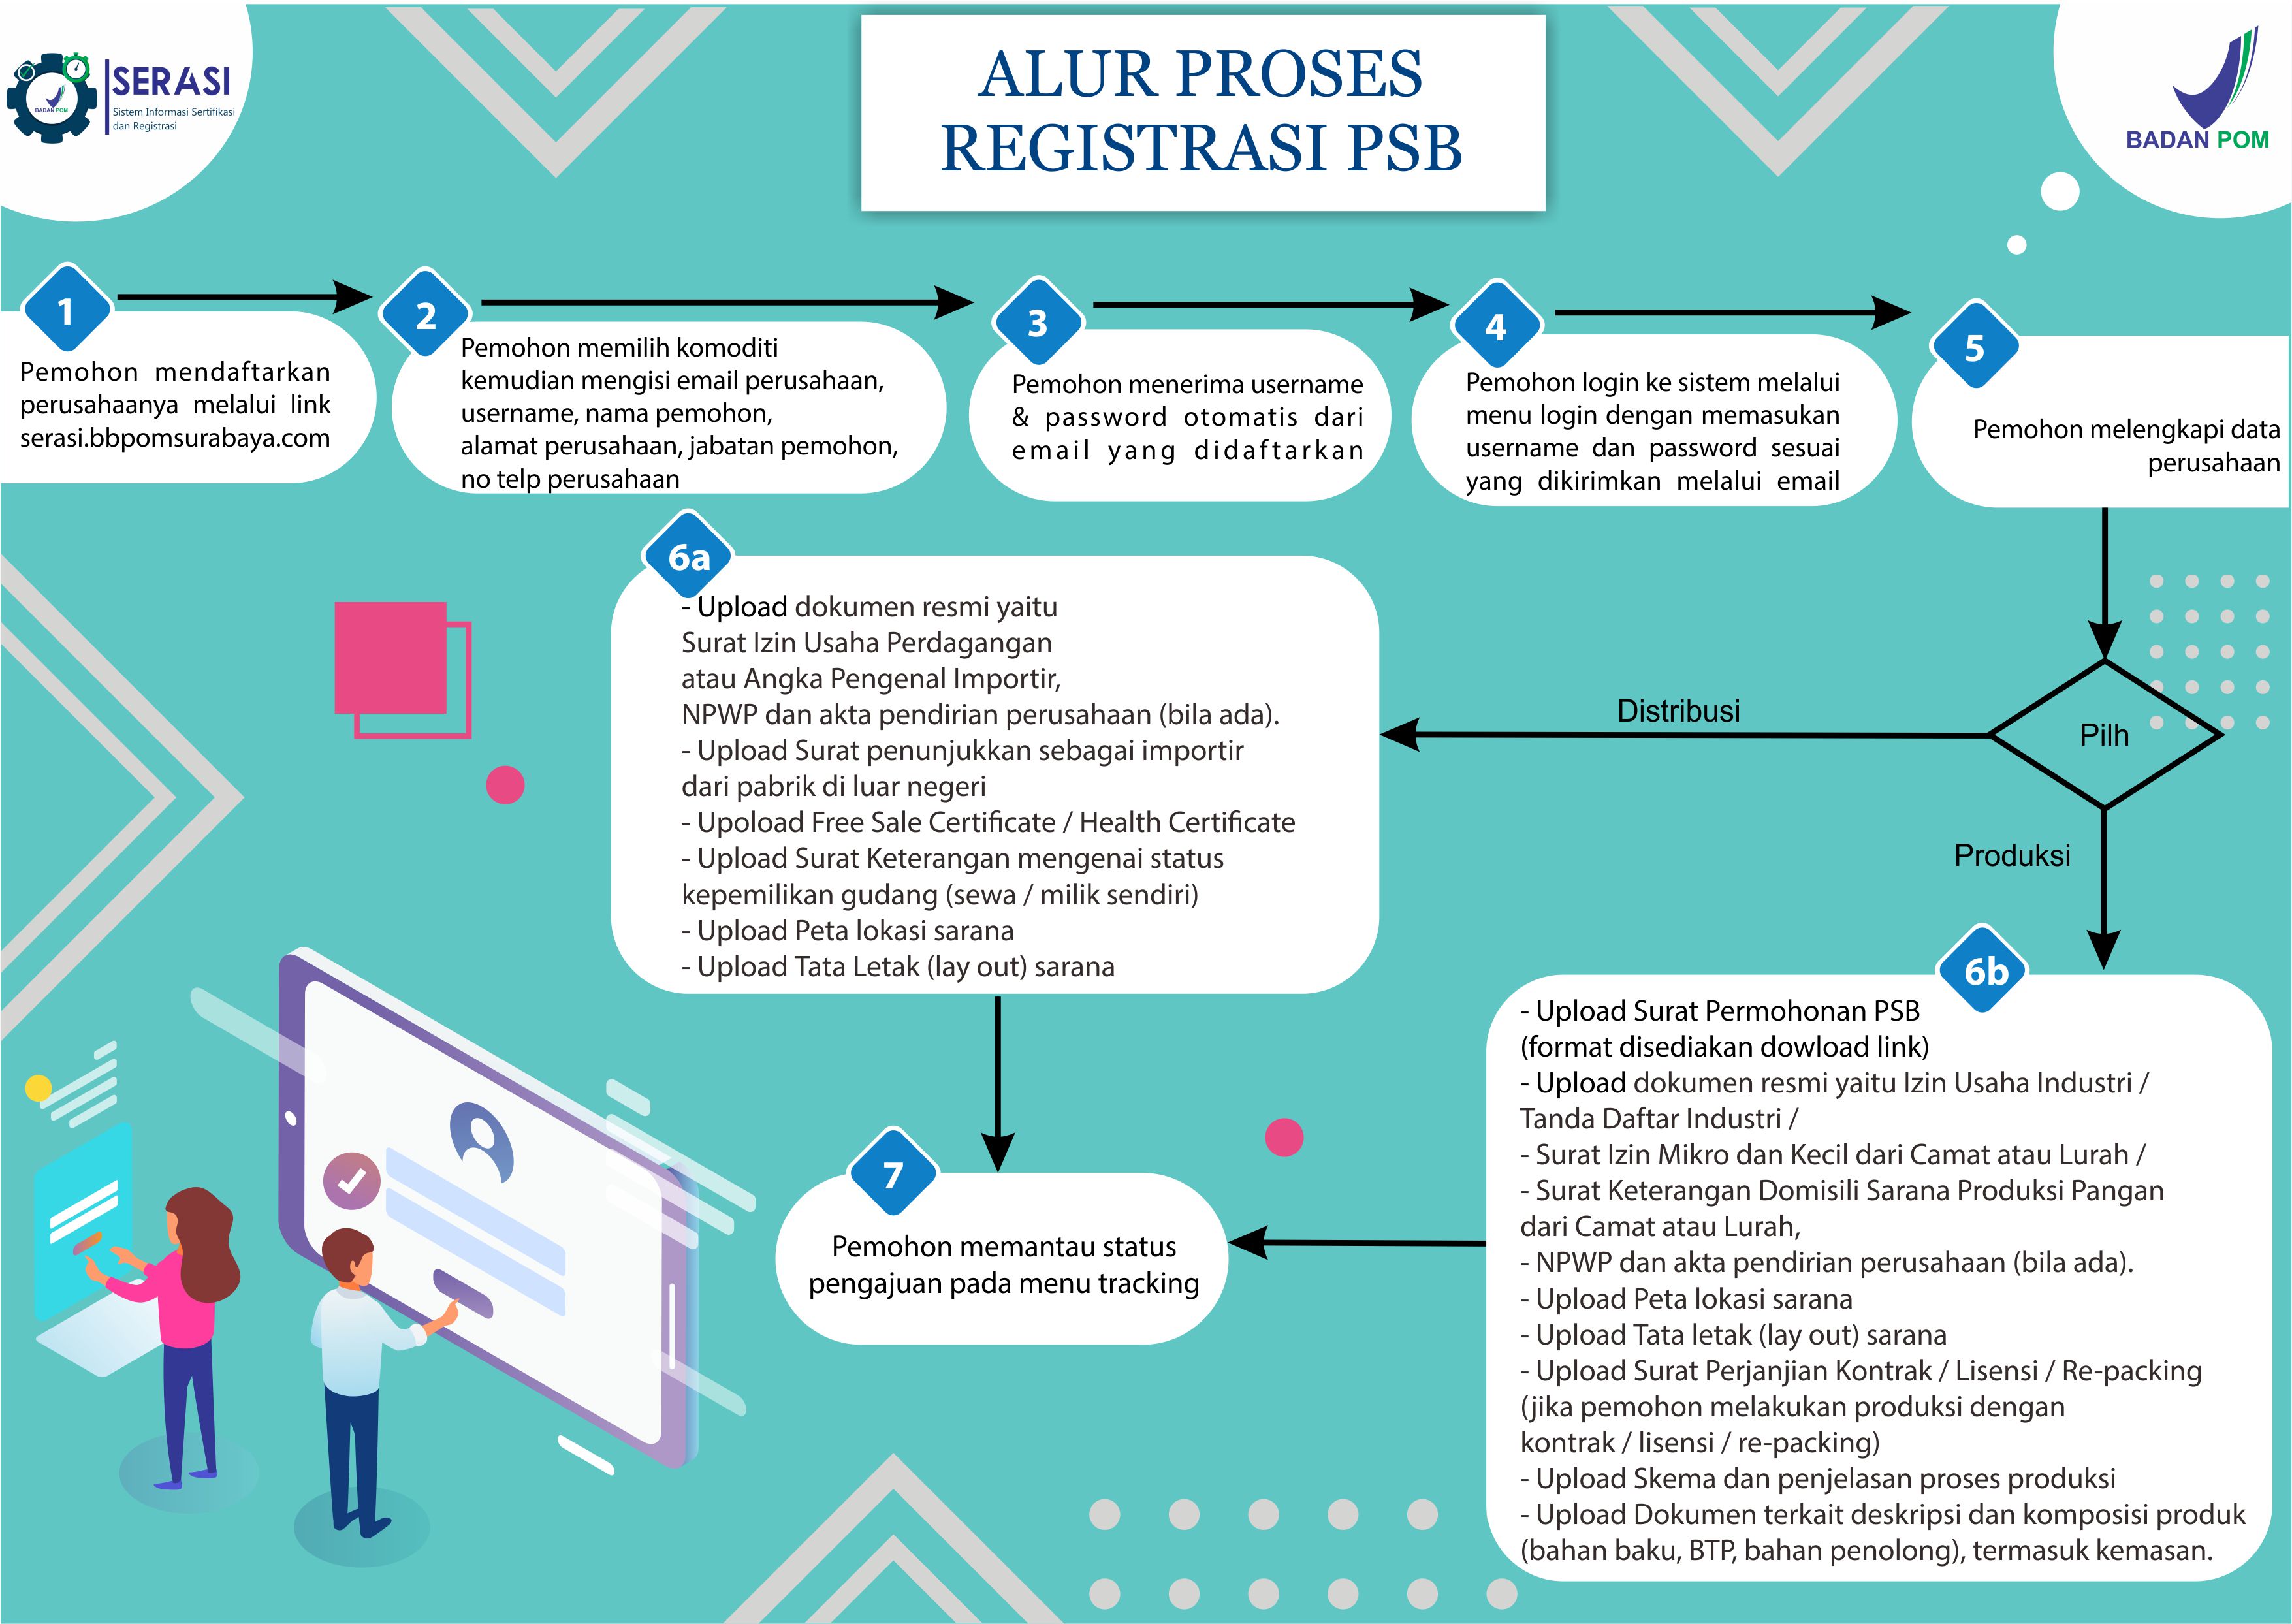 SERASI
Sistem Informasi Sertifikasi
dan Registrasi
BADAN POM
ALUR PROSES
REGISTRASI PSB
BADAN POM
1
Pemohon mendaftarkan
perusahaanya melalui link
serasi.bbpomsurabaya.com
2
Pemohon memilih komoditi
kemudian mengisi email perusahaan,
username, nama pemohon,
alamat perusahaan, jabatan pemohon,
no telp perusahaan
3
Pemohon menerima username
& password otomatis dari
email yang didaftarkan
4
Pemohon login ke sistem melalui
menu login dengan memasukan
username dan password sesuai
yang dikirimkan melalui email
5
Pemohon melengkapi data
perusahaan
Pilh
Distribusi
Produksi
6a
- Upload dokumen resmi yaitu
Surat Izin Usaha Perdagangan
atau Angka Pengenal Importir,
NPWP dan akta pendirian perusahaan (bila ada).
- Upload Surat penunjukkan sebagai importir
dari pabrik di luar negeri
- Upoload Free Sale Certificate / Health Certificate
- Upload Surat Keterangan mengenai status
kepemilikan gudang (sewa / milik sendiri)
- Upload Peta lokasi sarana
- Upload Tata Letak (lay out) sarana
6b
- Upload Surat Permohonan PSB
(format disediakan dowload link)
- Upload dokumen resmi yaitu Izin Usaha Industri /
Tanda Daftar Industri /
- Surat Izin Mikro dan Kecil dari Camat atau Lurah /
- Surat Keterangan Domisili Sarana Produksi Pangan
dari Camat atau Lurah,
- NPWP dan akta pendirian perusahaan (bila ada).
- Upload Peta lokasi sarana
- Upload Tata letak (lay out) sarana
- Upload Surat Perjanjian Kontrak / Lisensi / Re-packing
(jika pemohon melakukan produksi dengan
kontrak / lisensi / re-packing)
- Upload Skema dan penjelasan proses produksi
- Upload Dokumen terkait deskripsi dan komposisi produk
(bahan baku, BTP, bahan penolong), termasuk kemasan.
7
Pemohon memantau status
pengajuan pada menu tracking